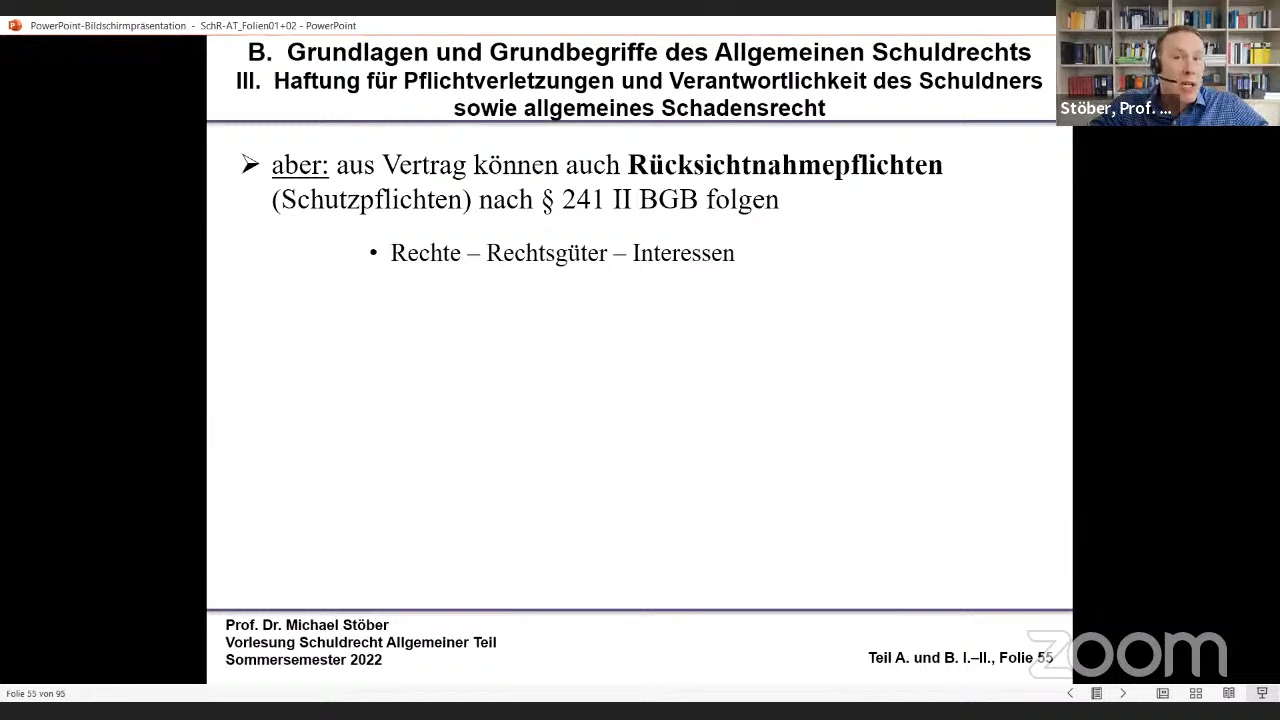 PowerPoint-Bildschirmpräsentation - SchR-AT_Folien01+02 - PowerPoint
B. Grundlagen und Grundbegriffe des Allgemeinen Schuldrechts
III. Haftung für Pflichtverletzungen und Verantwortlichkeit des Schuldners
sowie allgemeines Schadensrecht
Stöber, Prof. ...
➢ aber: aus Vertrag können auch Rücksichtnahmepflichten
(Schutzpflichten) nach § 241 II BGB folgen
• Rechte – Rechtsgüter – Interessen
Prof. Dr. Michael Stöber
Vorlesung Schuldrecht Allgemeiner Teil
Sommersemester 2022
Teil A. und B. I.–II., Folie 55
zoom
Folie 55 von 95